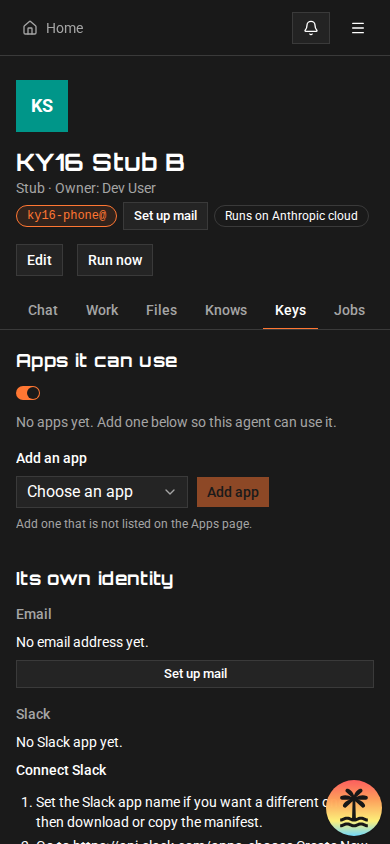 Home
KS
KY16 Stub B
Stub · Owner: Dev User
ky16-phone@
Set up mail
Runs on Anthropic cloud
Edit
Run now
Chat
Work
Files
Knows
Keys
Jobs
Apps it can use
No apps yet. Add one below so this agent can use it.
Add an app
Choose an app
Add app
Add one that is not listed on the Apps page.
Its own identity
Email
No email address yet.
Set up mail
Slack
No Slack app yet.
Connect Slack
1. Set the Slack app name if you want a different
then download or copy the manifest.